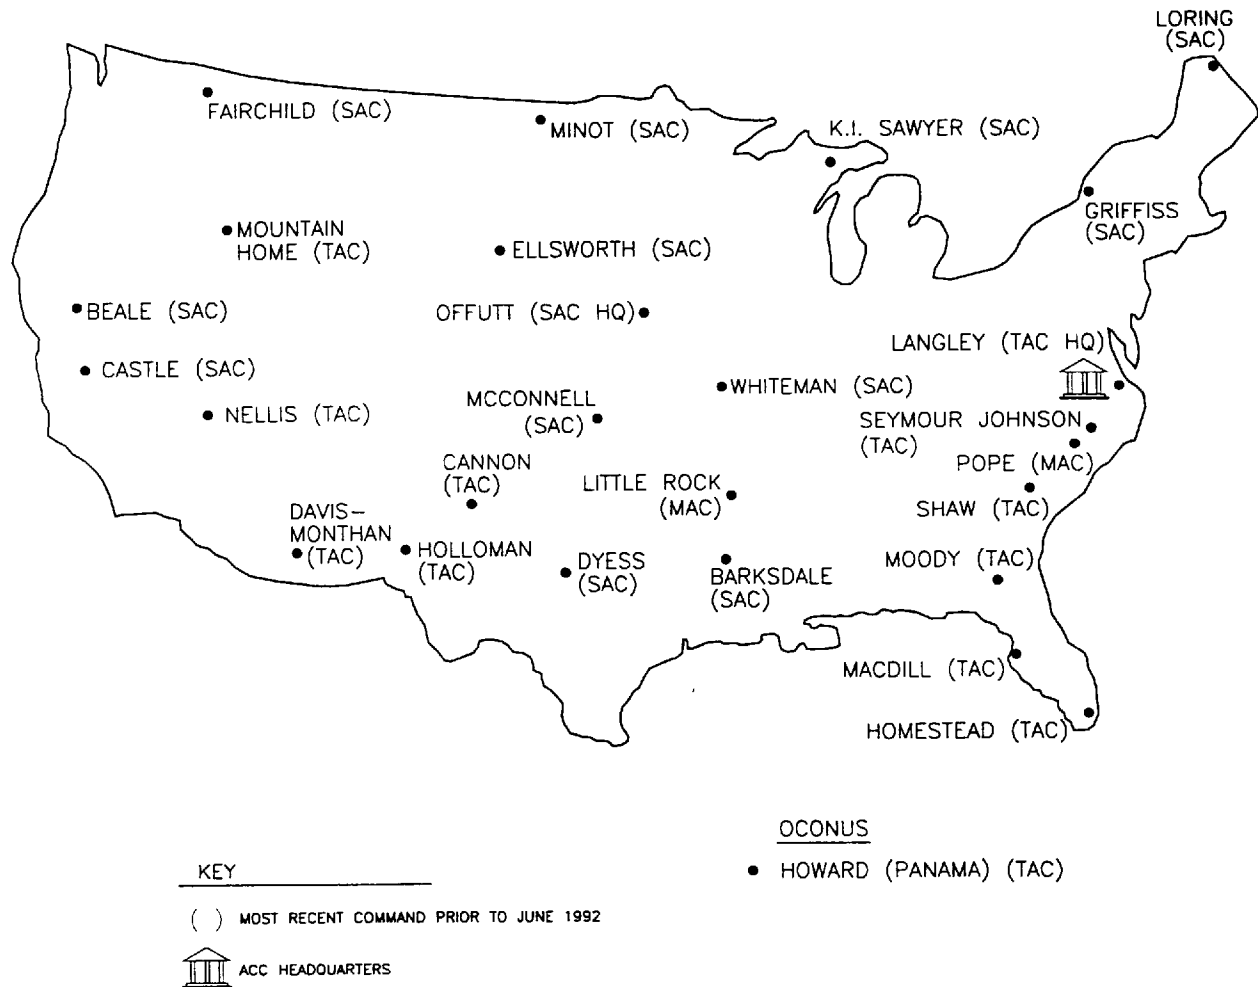 LORING
(SAC)
FAIRCHILD (SAC)
MINOT (SAC)
K.I. SAWYER (SAC)
GRIFFISS
(SAC)
MOUNTAIN
HOME (TAC)
ELLSWORTH (SAC)
BEALE (SAC)
OFFUTT (SAC HQ)
LANGLEY (TAC HQ)
CASTLE (SAC)
WHITEMAN (SAC)
NELLIS (TAC)
MCCONNELL
(SAC)
SEYMOUR JOHNSON
(TAC)
POPE (MAC)
CANNON
(TAC)
LITTLE ROCK
(MAC)
SHAW (TAC)
DAVIS-
MONTHAN
(TAC)
HOLLOMAN
(TAC)
DYESS
(SAC)
BARKSDALE
(SAC)
MOODY (TAC)
MACDILL (TAC)
HOMESTEAD (TAC)
OCONUS
HOWARD (PANAMA) (TAC)
KEY
( ) MOST RECENT COMMAND PRIOR TO JUNE 1992
ACC HEADQUARTERS